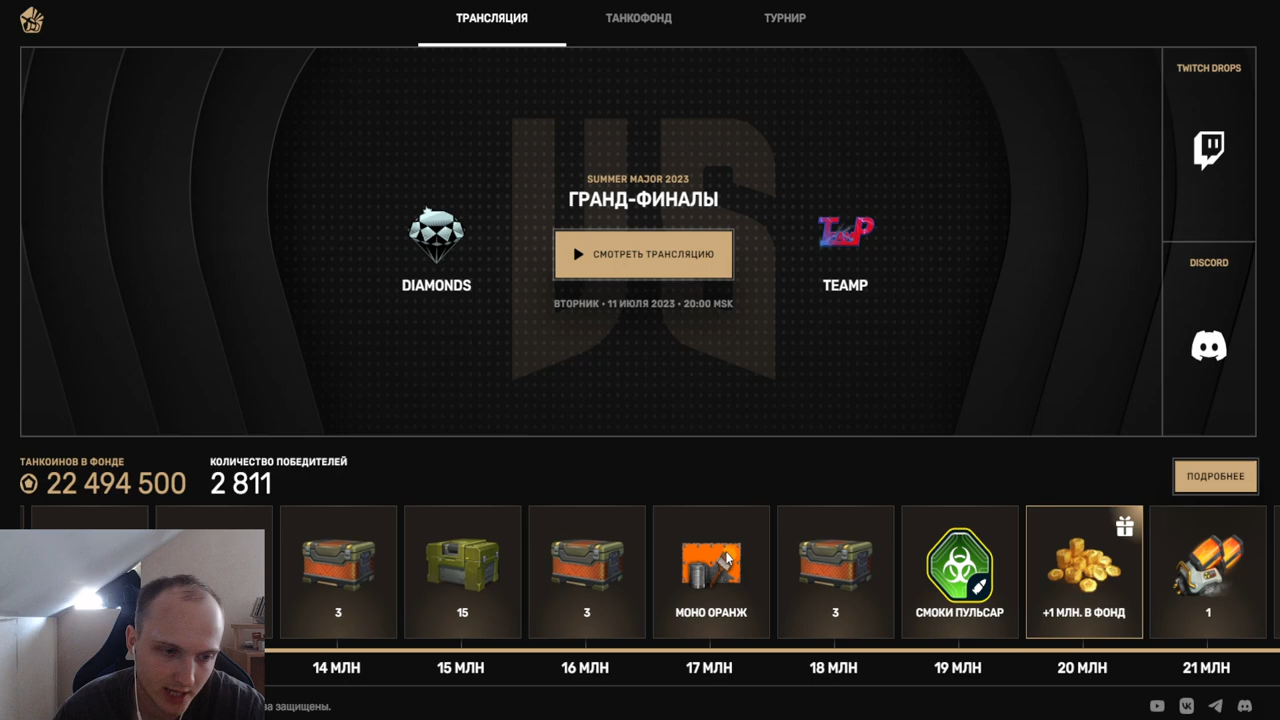 ТРАНСЛЯЦИЯ ТАНКОФОНД ТУРНИР
TWITCH DROPS
SUMMER MAJOR 2023
ГРАНД-ФИНАЛЫ
СМОТРЕТЬ ТРАНСЛЯЦИЮ
DIAMONDS
TEAMP
ВТОРНИК • 11 ИЮЛЯ 2023 • 20:00 MSK
DISCORD
ТАНКОИНОВ В ФОНДЕ
22 494 500
КОЛИЧЕСТВО ПОБЕДИТЕЛЕЙ
2 811
ПОДРОБНЕЕ
3 15 3 МОНО ОРАНЖ 3 СМОКИ ПУЛЬСАР +1 МЛН. В ФОНД 1
14 МЛН 15 МЛН 16 МЛН 17 МЛН 18 МЛН 19 МЛН 20 МЛН 21 МЛН
защищены.